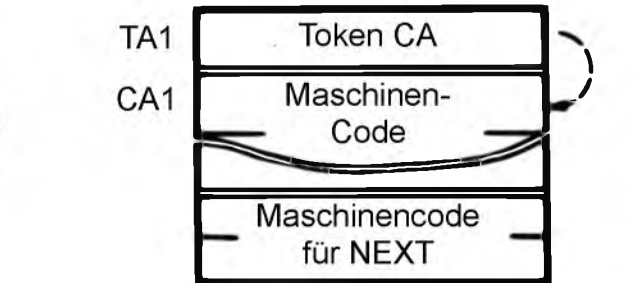 TA1 Token CA
CA1 Maschinen-
Code
Maschinencode
für NEXT